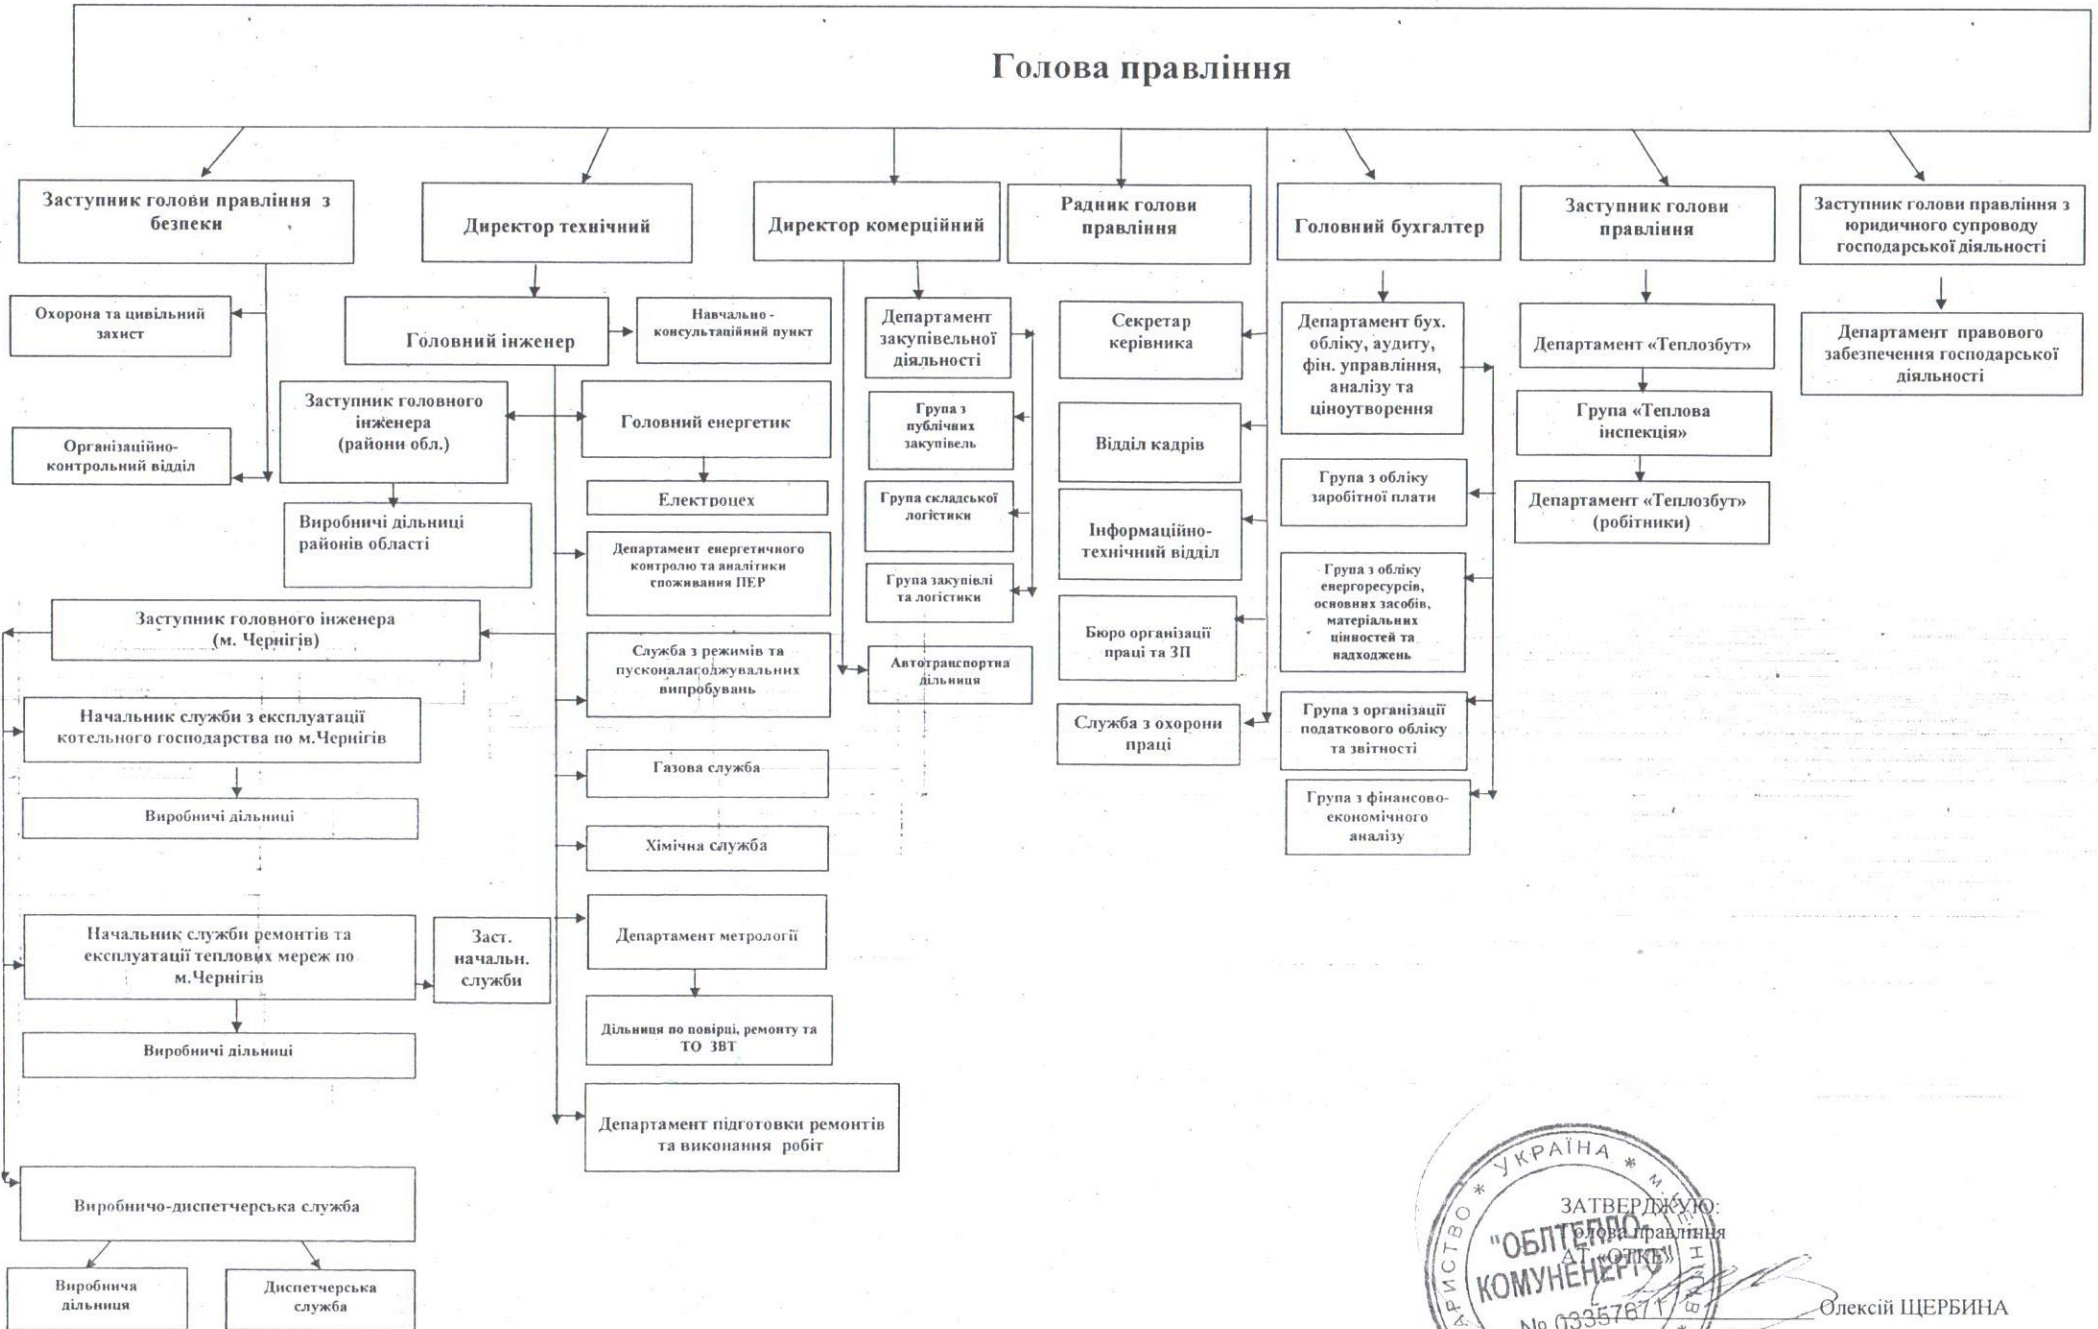 Голова правління
Заступник голови правління з
безпеки
Директор технічний
Директор комерційний
Радник голови
правління
Головний бухгалтер
Заступник голови
правління
Заступник голови правління з
юридичного супроводу
господарської діяльності
Охорона та цивільний
захист
Організаційно-
контрольний відділ
Головний інженер
Навчально -
консультаційний пункт
Заступник головного
інженера
(райони обл.)
Головний енергетик
Електроцех
Виробничі дільниці
районів області
Департамент енергетичного
контролю та аналітики
споживання ПЕР
Заступник головного інженера
(м. Чернігів)
Служба з режимів та
пусконалагоджувальних
випробувань
Начальник служби з експлуатації
котельного господарства по м.Чернігів
Виробничі дільниці
Газова служба
Хімічна служба
Начальник служби ремонтів та
експлуатації теплових мереж по
м.Чернігів
Заст.
начальн.
служби
Виробничі дільниці
Департамент метрології
Дільниця по повірці, ремонту та
ТО ЗВТ
Департамент підготовки ремонтів
та виконання робіт
Виробничо-диспетчерська служба
Виробнича
дільниця
Диспетчерська
служба
Департамент
закупівельної
діяльності
Група з
публічних
закупівель
Група складської
логістики
Група закупівлі
та логістики
Автотранспортна
дільниця
Секретар
керівника
Відділ кадрів
Інформаційно-
технічний відділ
Бюро організації
праці та ЗП
Служба з охорони
праці
Департамент бух.
обліку, аудиту,
фін. управління,
аналізу та
ціноутворення
Група з обліку
заробітної плати
Група з обліку
енергоресурсів,
основних засобів,
матеріальних
цінностей та
надходжень
Група з організації
податкового обліку
та звітності
Група з фінансово-
економічного
аналізу
Департамент «Теплозбут»
Група «Теплова
інспекція»
Департамент «Теплозбут»
(робітники)
Департамент правового
забезпечення господарської
діяльності
ЗАТВЕРДЖУЮ:
Голова правління
АТ «ОТКЕ»
Олексій ЩЕРБИНА
* УКРАЇНА *
"ОБЛТЕПЛО-
КОМУНЕНЕРГО"
№ 03357671